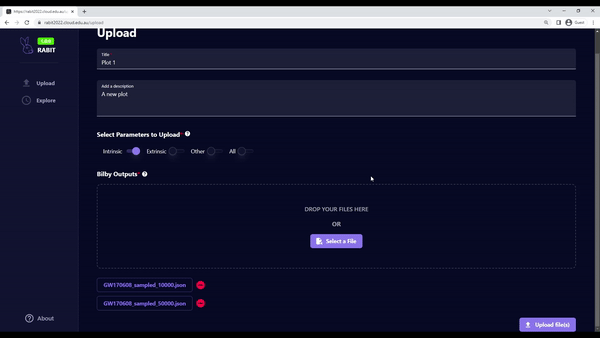 https://rabit2022.cloud.edu.au/u
rabit2022.cloud.edu.au/upload
Guest
RABIT
Upload
Explore
About
Upload
Title
Plot 1
Add a description
A new plot
Select Parameters to Upload
Intrinsic
Extrinsic
Other
All
Bilby Outputs*
DROP YOUR FILES HERE
OR
Select a File
GW170608_sampled_10000.json
GW170608_sampled_50000.json
Upload file(s)